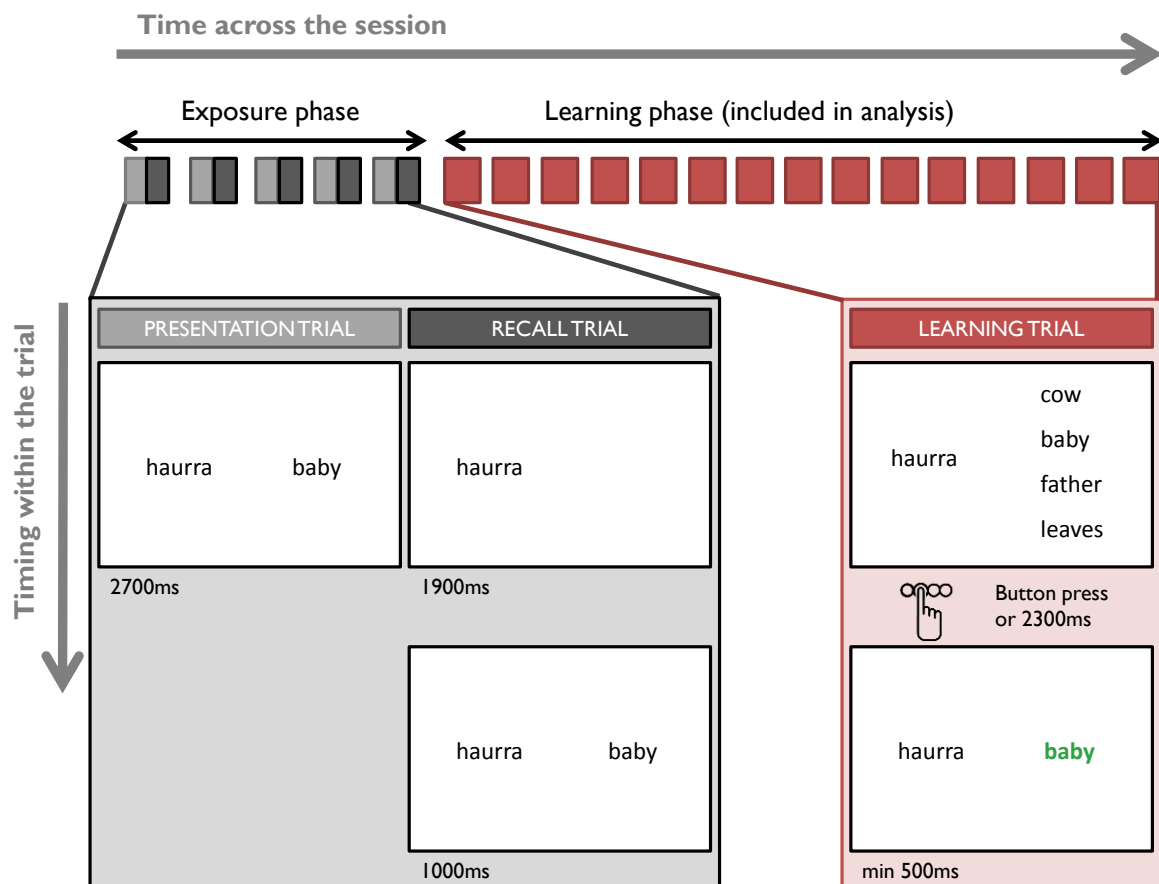 Time across the session
Exposure phase
Learning phase (included in analysis)
Timing within the trial
PRESENTATION TRIAL
RECALL TRIAL
LEARNING TRIAL
haurra baby
2700ms
haurra
1900ms
haurra baby
1000ms
haurra
cow
baby
father
leaves
Button press
or 2300ms
haurra baby
min 500ms